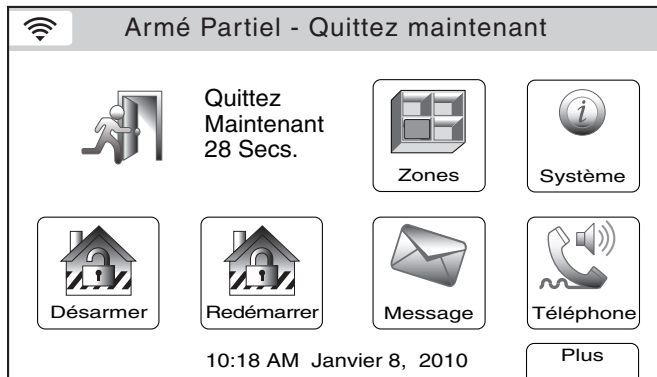 Armé Partiel - Quittez maintenant
Quittez
Maintenant
28 Secs.
Zones
Système
Désarmer
Redémarrer
Message
Téléphone
10:18 AM Janvier 8, 2010
Plus